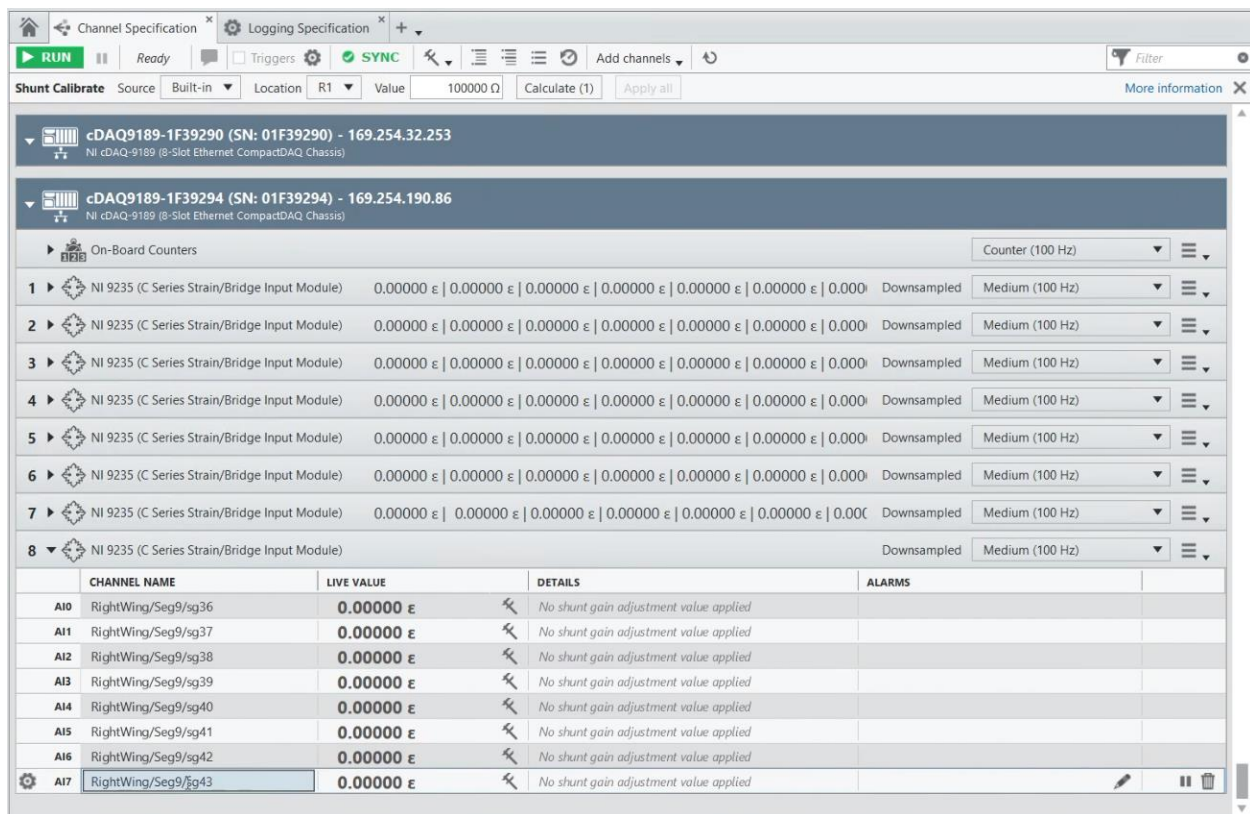 Channel Specification Logging Specification
RUN Ready Triggers SYNC Add channels Filter
Shunt Calibrate Source Built-in Location R1 Value 100000 Ω Calculate (1) Apply all More information
cDAQ9189-1F39290 (SN: 01F39290) - 169.254.32.253
NI cDAQ-9189 (8-Slot Ethernet CompactDAQ Chassis)
cDAQ9189-1F39294 (SN: 01F39294) - 169.254.190.86
NI cDAQ-9189 (8-Slot Ethernet CompactDAQ Chassis)
On-Board Counters Counter (100 Hz)
1 NI 9235 (C Series Strain/Bridge Input Module) 0.00000 ε | 0.00000 ε | 0.00000 ε | 0.00000 ε | 0.00000 ε | 0.00000 ε | 0.000 Downsampled Medium (100 Hz)
2 NI 9235 (C Series Strain/Bridge Input Module) 0.00000 ε | 0.00000 ε | 0.00000 ε | 0.00000 ε | 0.00000 ε | 0.00000 ε | 0.000 Downsampled Medium (100 Hz)
3 NI 9235 (C Series Strain/Bridge Input Module) 0.00000 ε | 0.00000 ε | 0.00000 ε | 0.00000 ε | 0.00000 ε | 0.00000 ε | 0.000 Downsampled Medium (100 Hz)
4 NI 9235 (C Series Strain/Bridge Input Module) 0.00000 ε | 0.00000 ε | 0.00000 ε | 0.00000 ε | 0.00000 ε | 0.00000 ε | 0.000 Downsampled Medium (100 Hz)
5 NI 9235 (C Series Strain/Bridge Input Module) 0.00000 ε | 0.00000 ε | 0.00000 ε | 0.00000 ε | 0.00000 ε | 0.00000 ε | 0.000 Downsampled Medium (100 Hz)
6 NI 9235 (C Series Strain/Bridge Input Module) 0.00000 ε | 0.00000 ε | 0.00000 ε | 0.00000 ε | 0.00000 ε | 0.00000 ε | 0.000 Downsampled Medium (100 Hz)
7 NI 9235 (C Series Strain/Bridge Input Module) 0.00000 ε | 0.00000 ε | 0.00000 ε | 0.00000 ε | 0.00000 ε | 0.00000 ε | 0.00 Downsampled Medium (100 Hz)
8 NI 9235 (C Series Strain/Bridge Input Module) Downsampled Medium (100 Hz)
CHANNEL NAME LIVE VALUE DETAILS ALARMS
AI0 RightWing/Seg9/sg36 0.00000 ε No shunt gain adjustment value applied
AI1 RightWing/Seg9/sg37 0.00000 ε No shunt gain adjustment value applied
AI2 RightWing/Seg9/sg38 0.00000 ε No shunt gain adjustment value applied
AI3 RightWing/Seg9/sg39 0.00000 ε No shunt gain adjustment value applied
AI4 RightWing/Seg9/sg40 0.00000 ε No shunt gain adjustment value applied
AI5 RightWing/Seg9/sg41 0.00000 ε No shunt gain adjustment value applied
AI6 RightWing/Seg9/sg42 0.00000 ε No shunt gain adjustment value applied
AI7 RightWing/Seg9/sg43 0.00000 ε No shunt gain adjustment value applied